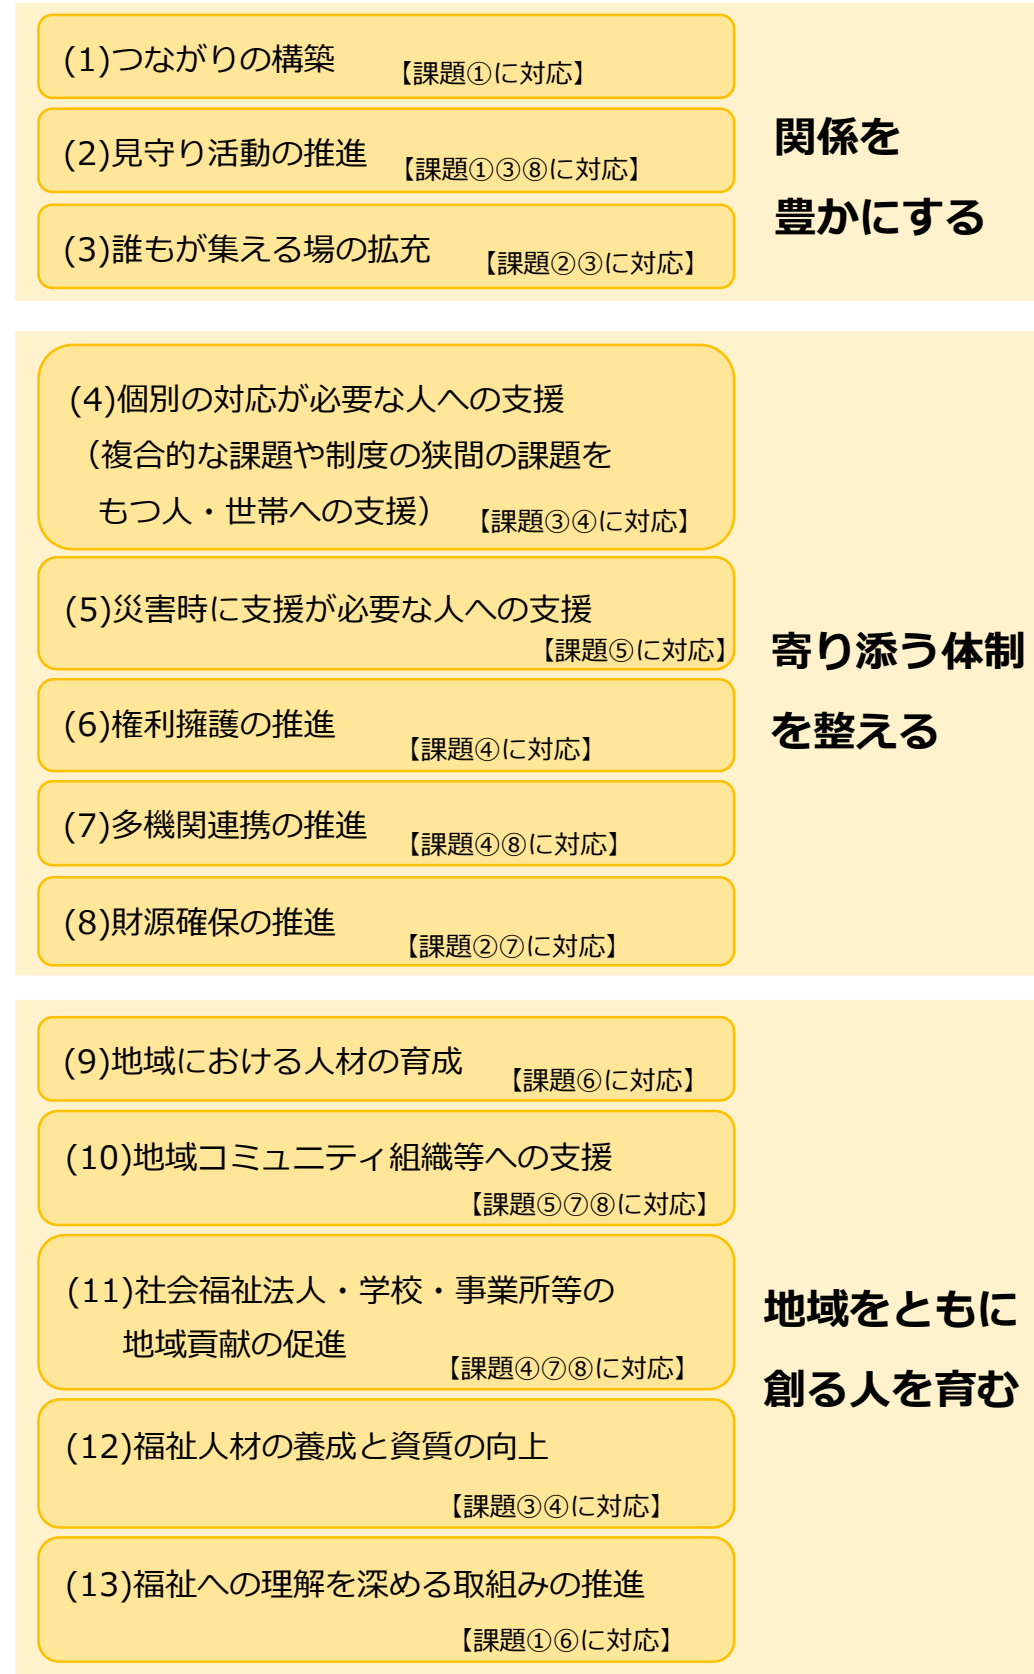 (1)つながりの構築 【課題①に対応】
(2)見守り活動の推進 【課題①③⑧に対応】
(3)誰もが集える場の拡充 【課題②③に対応】
関係を
豊かにする
(4)個別の対応が必要な人への支援
（複合的な課題や制度の狭間の課題を
もつ人・世帯への支援） 【課題③④に対応】
(5)災害時に支援が必要な人への支援
【課題⑤に対応】
(6)権利擁護の推進 【課題④に対応】
(7)多機関連携の推進 【課題④⑧に対応】
(8)財源確保の推進 【課題②⑦に対応】
寄り添う体制
を整える
(9)地域における人材の育成 【課題⑥に対応】
(10)地域コミュニティ組織等への支援
【課題⑤⑦⑧に対応】
(11)社会福祉法人・学校・事業所等の
地域貢献の促進 【課題④⑦⑧に対応】
(12)福祉人材の養成と資質の向上
【課題③④に対応】
(13)福祉への理解を深める取組みの推進
【課題①⑥に対応】
地域をともに
創る人を育む